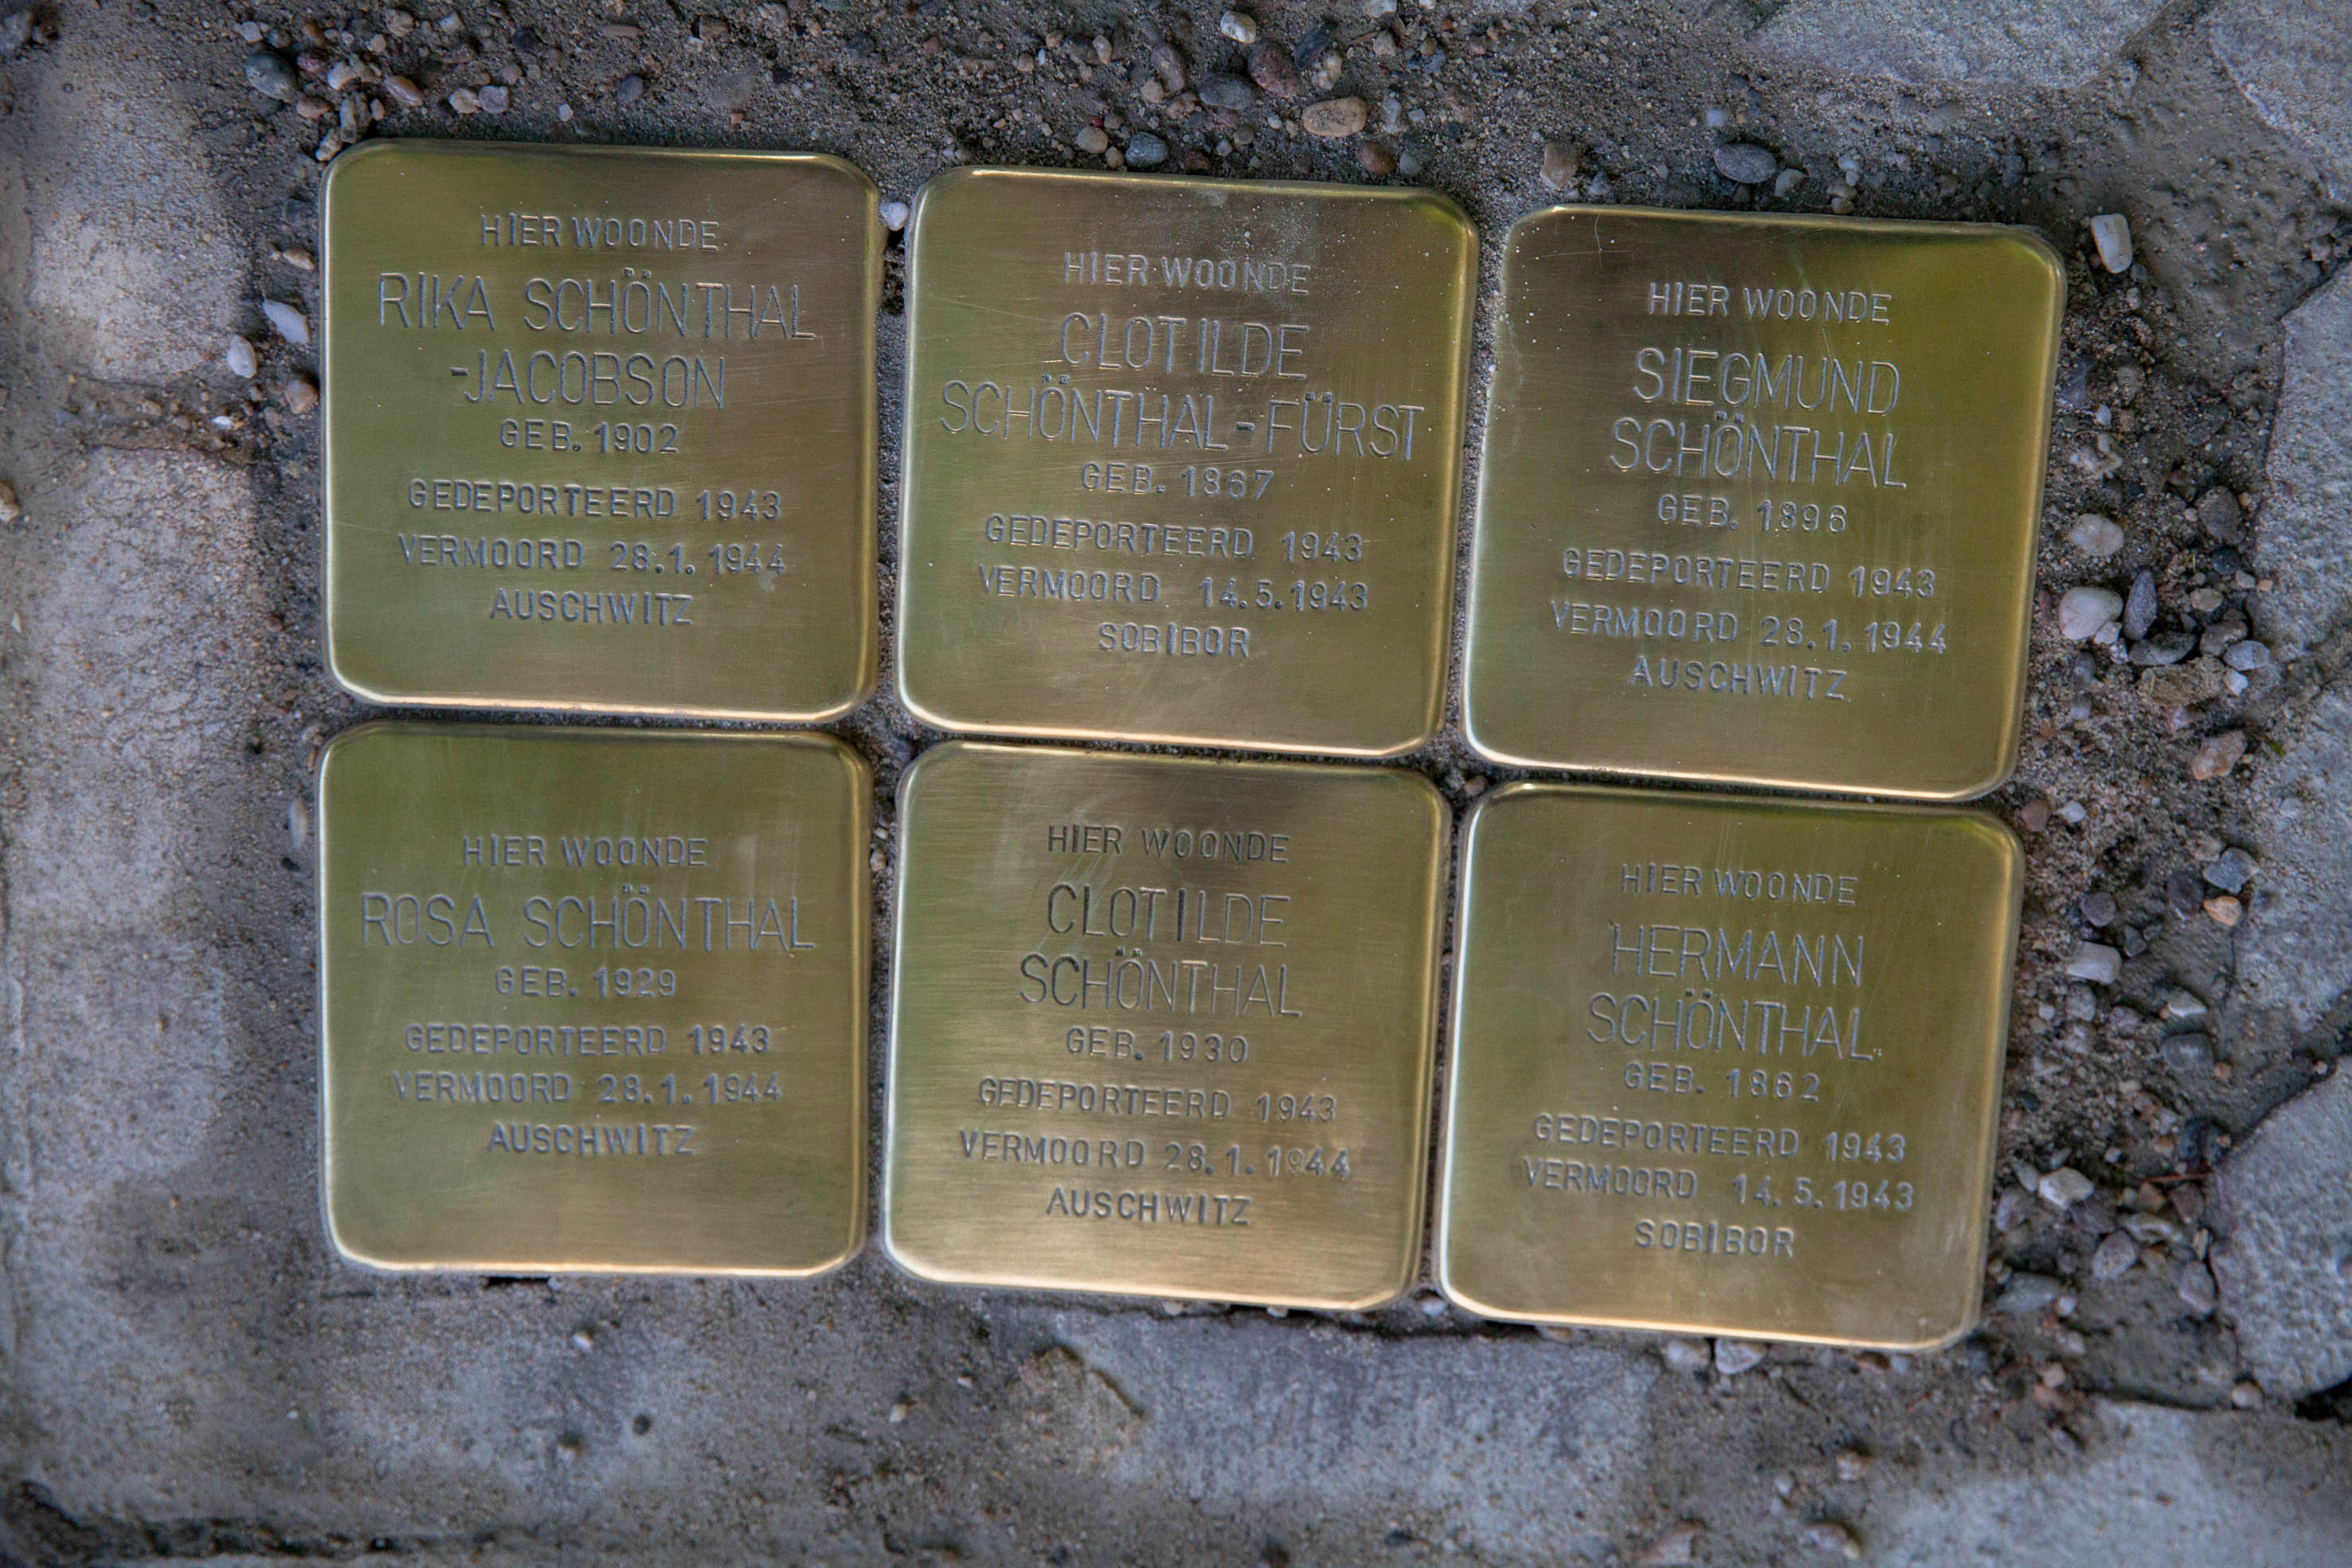 HIER WOONDE
RIKA SCHÖNTHAL
-JACOBSON
GEB. 1902
GEDEPORTEERD 1943
VERMOORD 28.1.1944
AUSCHWITZ
HIER WOONDE
CLOTILDE
SCHÖNTHAL-FÜRST
GEB. 1867
GEDEPORTEERD 1943
VERMOORD 14.5.1943
SOBIBOR
HIER WOONDE
SIEGMUND
SCHÖNTHAL
GEB. 1896
GEDEPORTEERD 1943
VERMOORD 28.1.1944
AUSCHWITZ
HIER WOONDE
ROSA SCHÖNTHAL
GEB. 1929
GEDEPORTEERD 1943
VERMOORD 28.1.1944
AUSCHWITZ
HIER WOONDE
CLOTILDE
SCHÖNTHAL
GEB. 1930
GEDEPORTEERD 1943
VERMOORD 28.1.1944
AUSCHWITZ
HIER WOONDE
HERMANN
SCHÖNTHAL
GEB. 1862
GEDEPORTEERD 1943
VERMOORD 14.5.1943
SOBIBOR